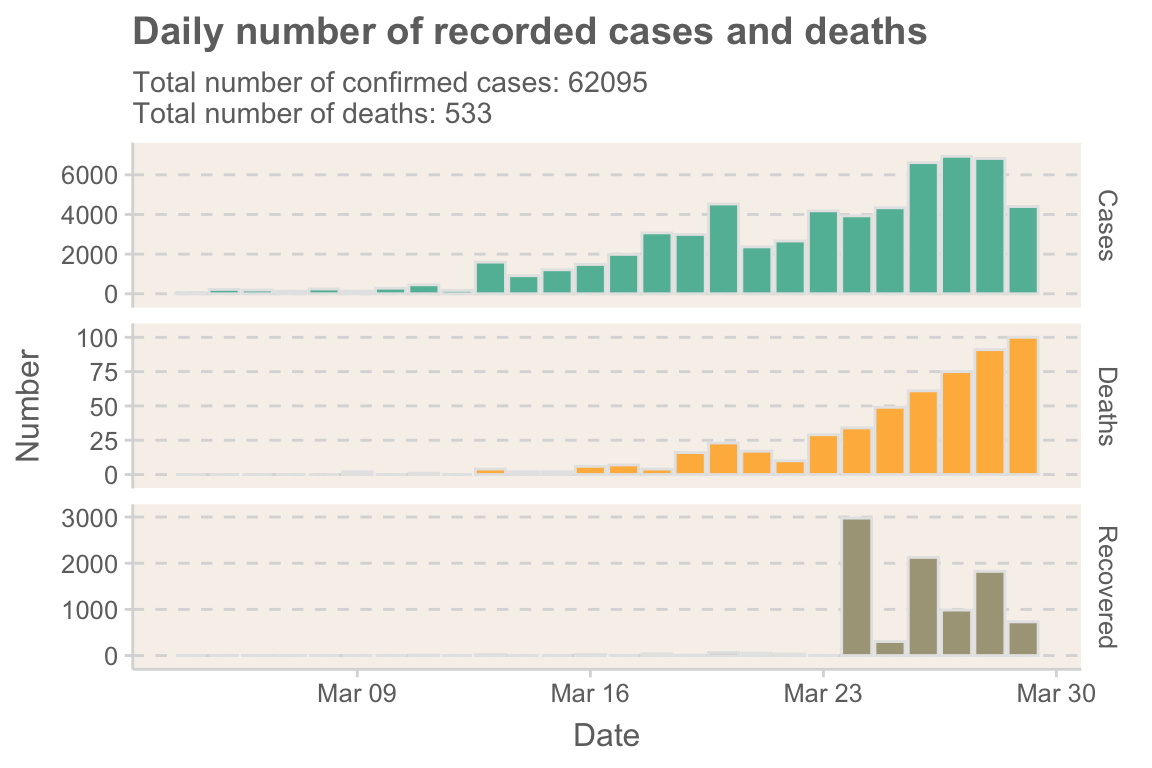 Daily number of recorded cases and deaths
Total number of confirmed cases: 62095
Total number of deaths: 533
6000
4000
2000
0
Cases
100
75
50
25
0
Deaths
3000
2000
1000
0
Recovered
Number
Mar 09
Mar 16
Mar 23
Mar 30
Date